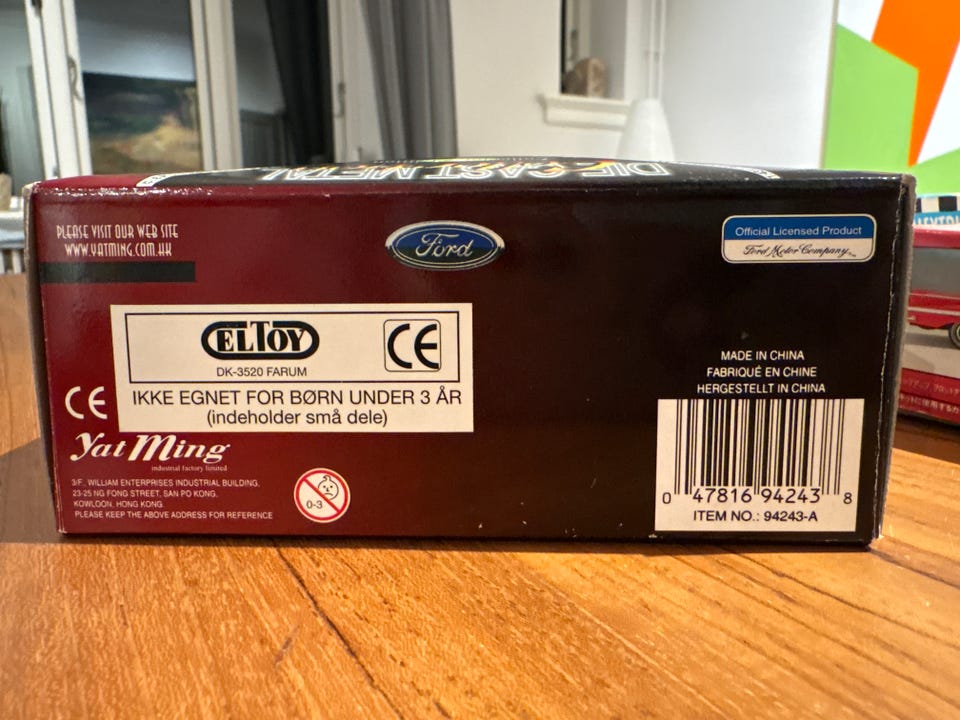 DIE CAST METAL
PLEASE VISIT OUR WEB SITE
WWW.YATMING.COM.HK
Ford
Official Licensed Product
Ford Motor Company
ELTOY
CE
DK-3520 FARUM
IKKE EGNET FOR BØRN UNDER 3 ÅR
(indeholder små dele)
CE
Yat Ming
industrial factory limited
3/F., WILLIAM ENTERPRISES INDUSTRIAL BUILDING,
23-25 NG FONG STREET, SAN PO KONG,
KOWLOON, HONG KONG.
PLEASE KEEP THE ABOVE ADDRESS FOR REFERENCE
0-3
MADE IN CHINA
FABRIQUÉ EN CHINE
HERGESTELLT IN CHINA
0 47816 94243 8
ITEM NO.: 94243-A